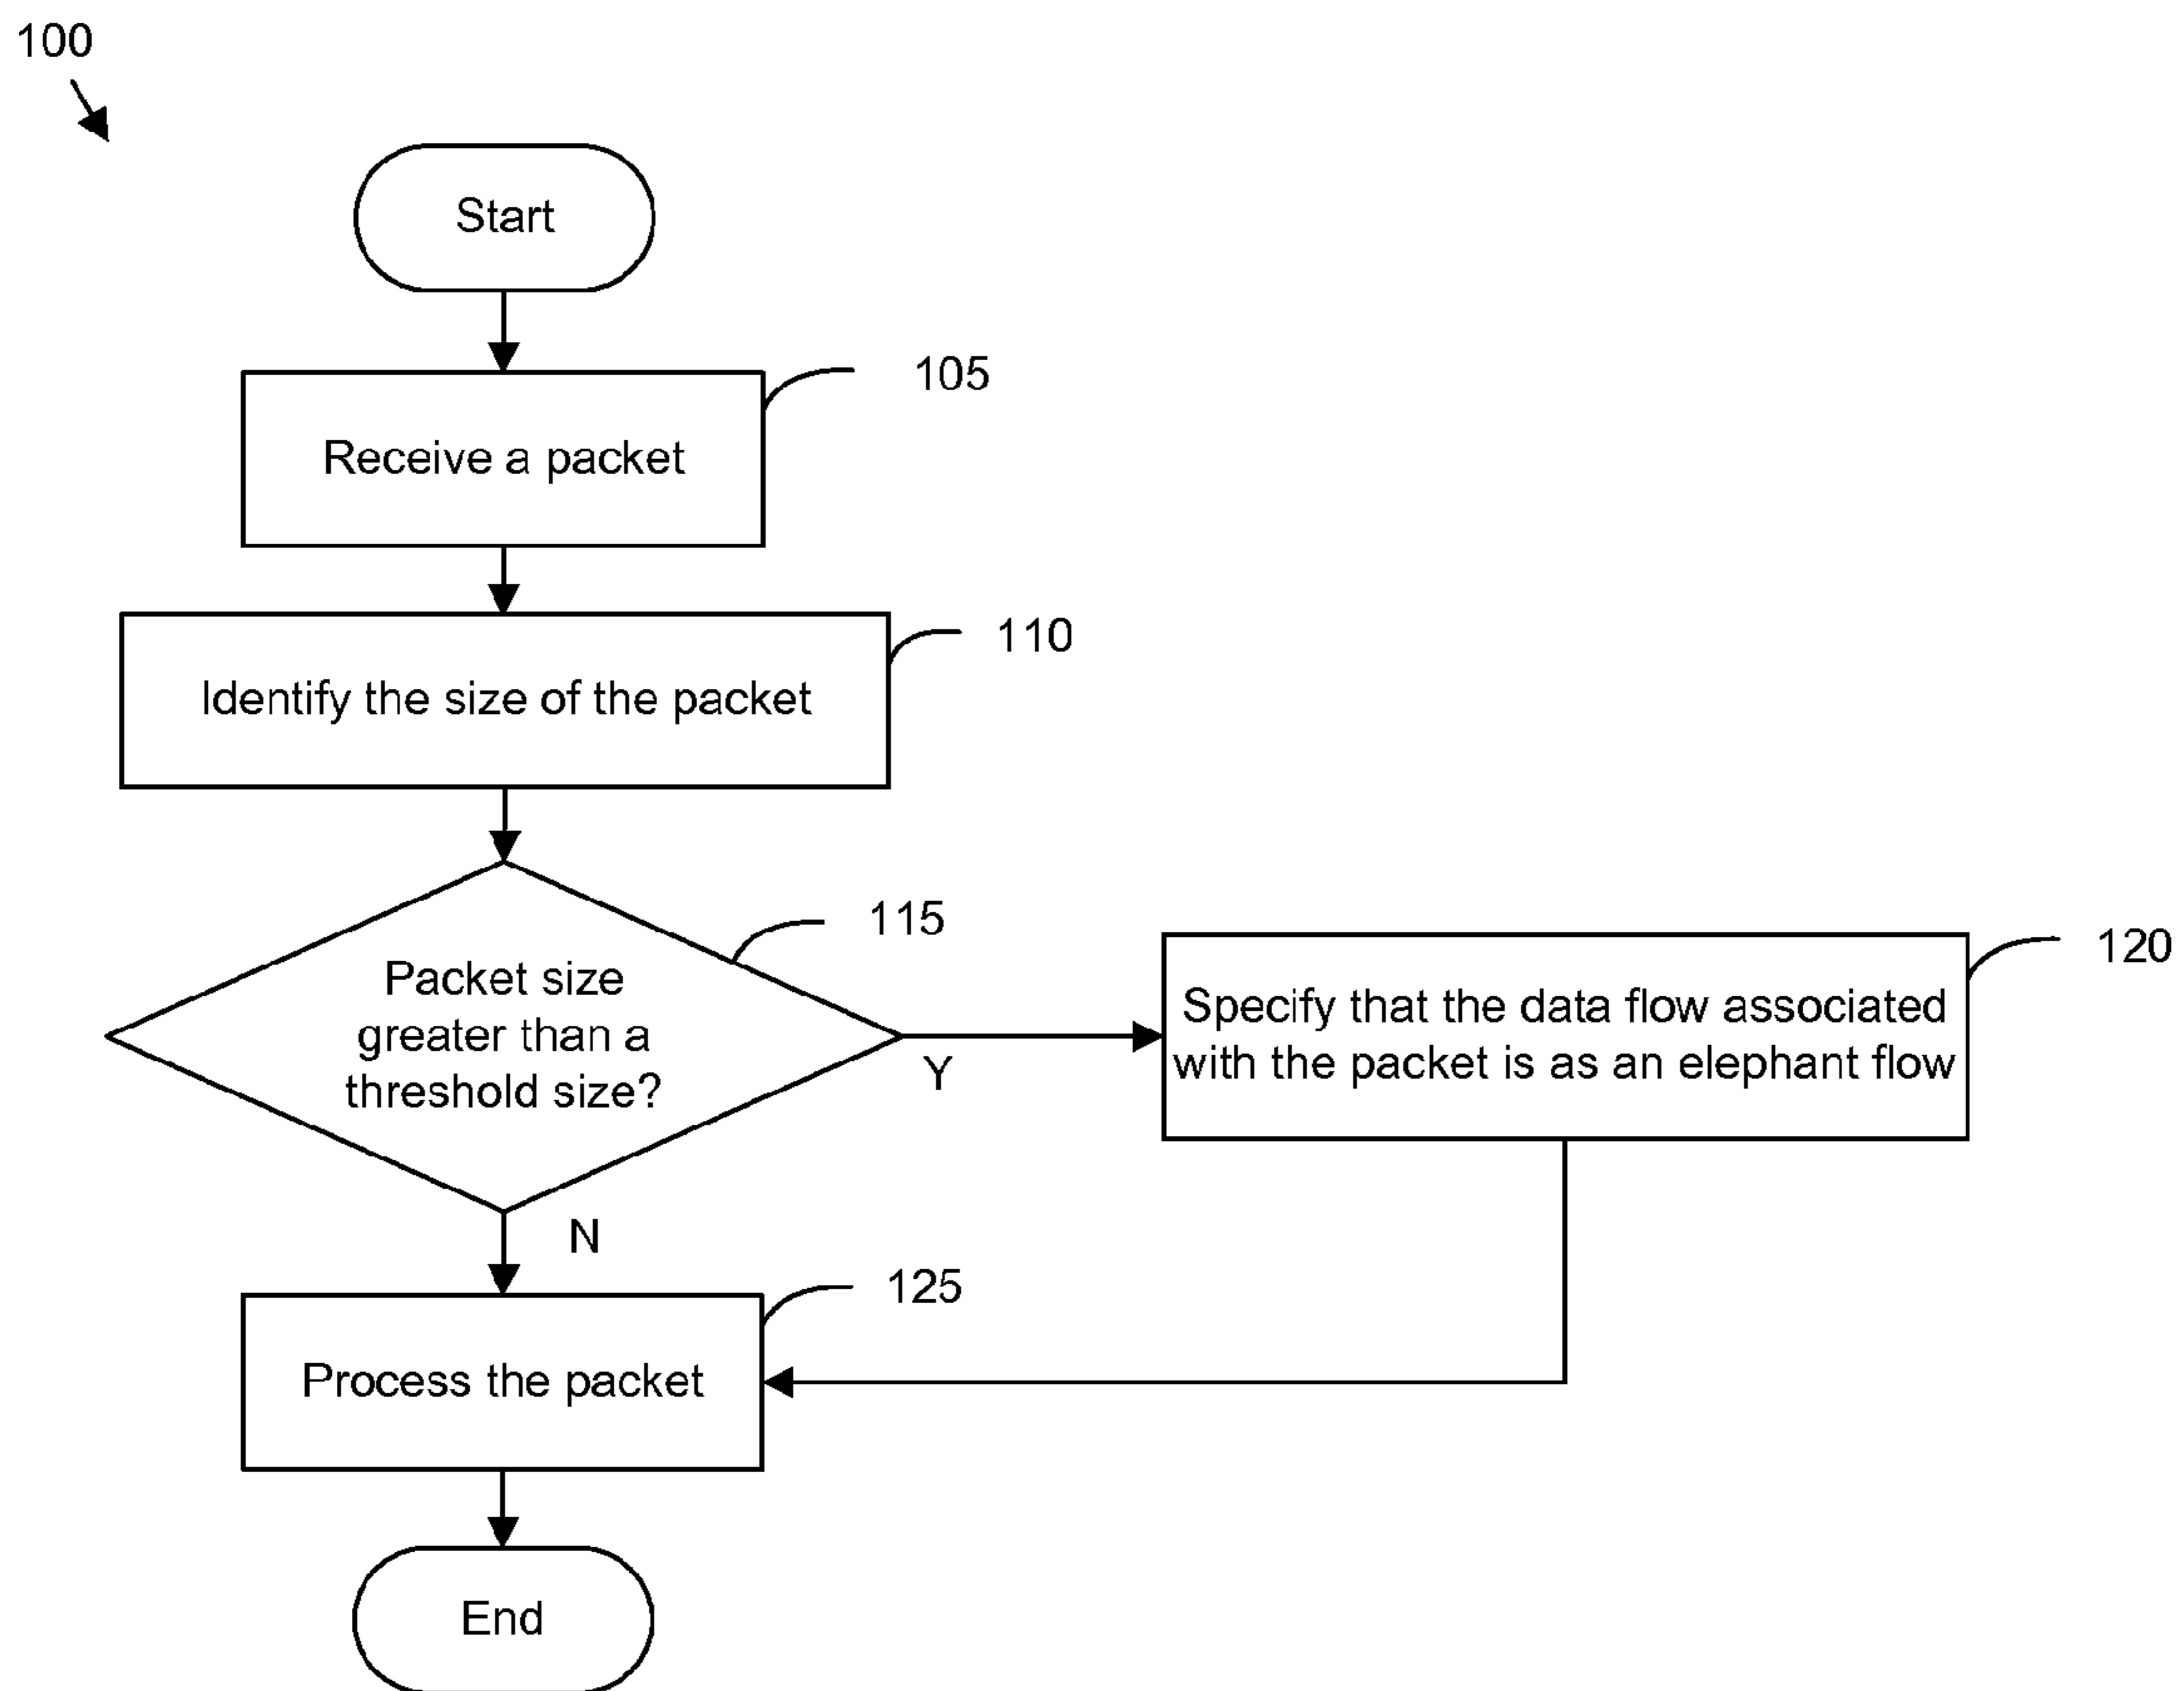 100
Start
105
Receive a packet
110
Identify the size of the packet
115
Packet size
greater than a
threshold size?
Y
120
Specify that the data flow associated
with the packet is as an elephant flow
N
125
Process the packet
End